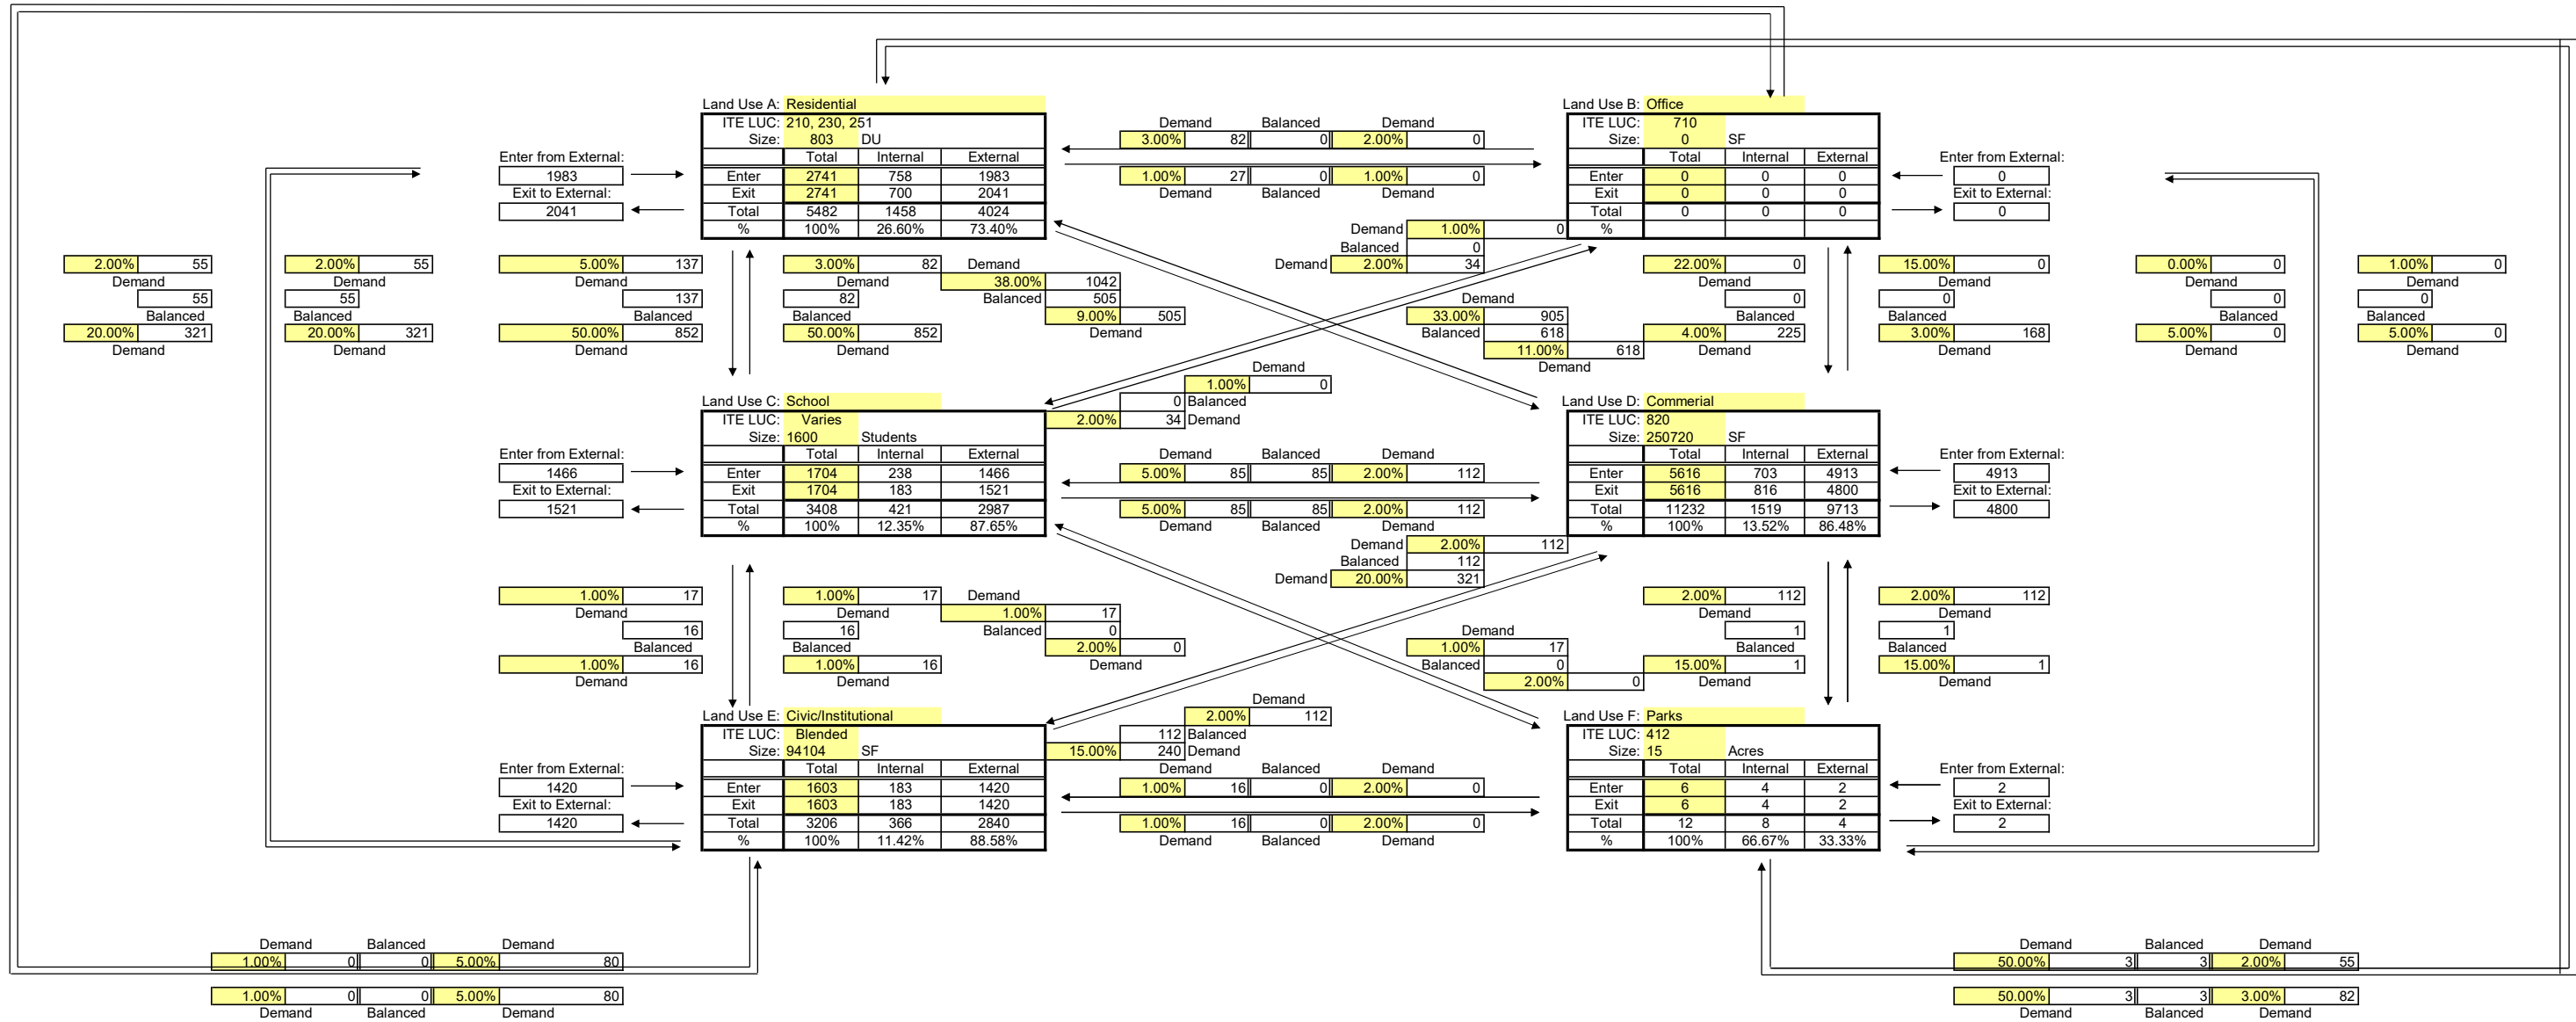 Land Use A: Residential
ITE LUC: 210, 230, 251
Size: 803 DU
Total Internal External
Enter 2741 758 1983
Exit 2741 700 2041
Total 5482 1458 4024
% 100% 26.60% 73.40%
Enter from External:
1983
Exit to External:
2041
Demand Balanced Demand
3.00% 82 0 2.00% 0
1.00% 27 0 1.00% 0
Demand Balanced Demand
Land Use B: Office
ITE LUC: 710
Size: 0 SF
Total Internal External
Enter 0 0 0
Exit 0 0 0
Total 0 0 0
%
Enter from External:
0
Exit to External:
0
Demand 1.00% 0
Balanced 0
Demand 2.00% 34
2.00% 55
Demand
55
Balanced
20.00% 321
Demand
2.00% 55
Demand
55
Balanced
20.00% 321
Demand
5.00% 137
Demand
137
Balanced
50.00% 852
Demand
3.00% 82
Demand
82
Balanced
50.00% 852
Demand
Demand
38.00% 1042
Balanced 505
9.00% 505
Demand
Demand
33.00% 905
Balanced 618
11.00% 618
Demand
22.00% 0
Demand
0
Balanced
4.00% 225
Demand
15.00% 0
Demand
0
Balanced
3.00% 168
Demand
0.00% 0
Demand
0
Balanced
5.00% 0
Demand
1.00% 0
Demand
0
Balanced
5.00% 0
Demand
Demand
1.00% 0
0 Balanced
2.00% 34 Demand
Land Use C: School
ITE LUC: Varies
Size: 1600 Students
Total Internal External
Enter 1704 238 1466
Exit 1704 183 1521
Total 3408 421 2987
% 100% 12.35% 87.65%
Enter from External:
1466
Exit to External:
1521
Demand Balanced Demand
5.00% 85 85 2.00% 112
5.00% 85 85 2.00% 112
Demand Balanced Demand
Land Use D: Commerial
ITE LUC: 820
Size: 250720 SF
Total Internal External
Enter 5616 703 4913
Exit 5616 816 4800
Total 11232 1519 9713
% 100% 13.52% 86.48%
Enter from External:
4913
Exit to External:
4800
Demand 2.00% 112
Balanced 112
Demand 20.00% 321
1.00% 17
Demand
16
Balanced
1.00% 16
Demand
1.00% 17
Demand
16
Balanced
1.00% 16
Demand
Demand
1.00% 17
Balanced 0
2.00% 0
Demand
Demand
1.00% 17
Balanced 0
2.00% 0
2.00% 112
Demand
1
Balanced
15.00% 1
Demand
2.00% 112
Demand
1
Balanced
15.00% 1
Demand
Demand
2.00% 112
112 Balanced
15.00% 240 Demand
Land Use E: Civic/Institutional
ITE LUC: Blended
Size: 94104 SF
Total Internal External
Enter 1603 183 1420
Exit 1603 183 1420
Total 3206 366 2840
% 100% 11.42% 88.58%
Enter from External:
1420
Exit to External:
1420
Demand Balanced Demand
1.00% 16 0 2.00% 0
1.00% 16 0 2.00% 0
Demand Balanced Demand
Land Use F: Parks
ITE LUC: 412
Size: 15 Acres
Total Internal External
Enter 6 4 2
Exit 6 4 2
Total 12 8 4
% 100% 66.67% 33.33%
Enter from External:
2
Exit to External:
2
Demand Balanced Demand
1.00% 0 0 5.00% 80
1.00% 0 0 5.00% 80
Demand Balanced Demand
Demand Balanced Demand
50.00% 3 3 2.00% 55
50.00% 3 3 3.00% 82
Demand Balanced Demand